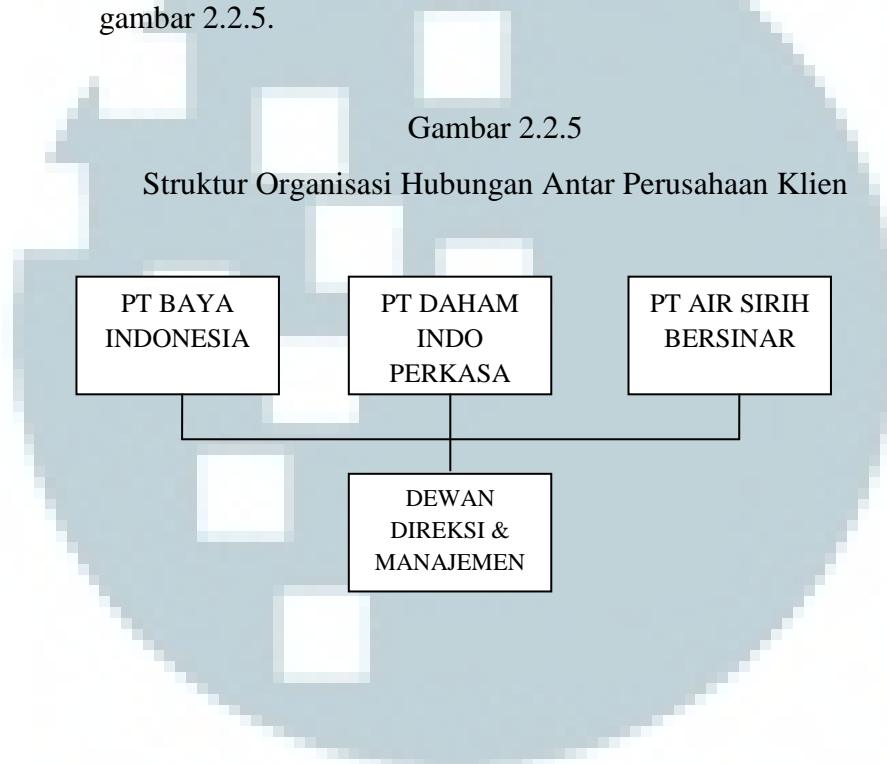 gambar 2.2.5.
Gambar 2.2.5
Struktur Organisasi Hubungan Antar Perusahaan Klien
PT BAYA
INDONESIA
PT DAHAM
INDO
PERKASA
PT AIR SIRIH
BERSINAR
DEWAN
DIREKSI &
MANAJEMEN